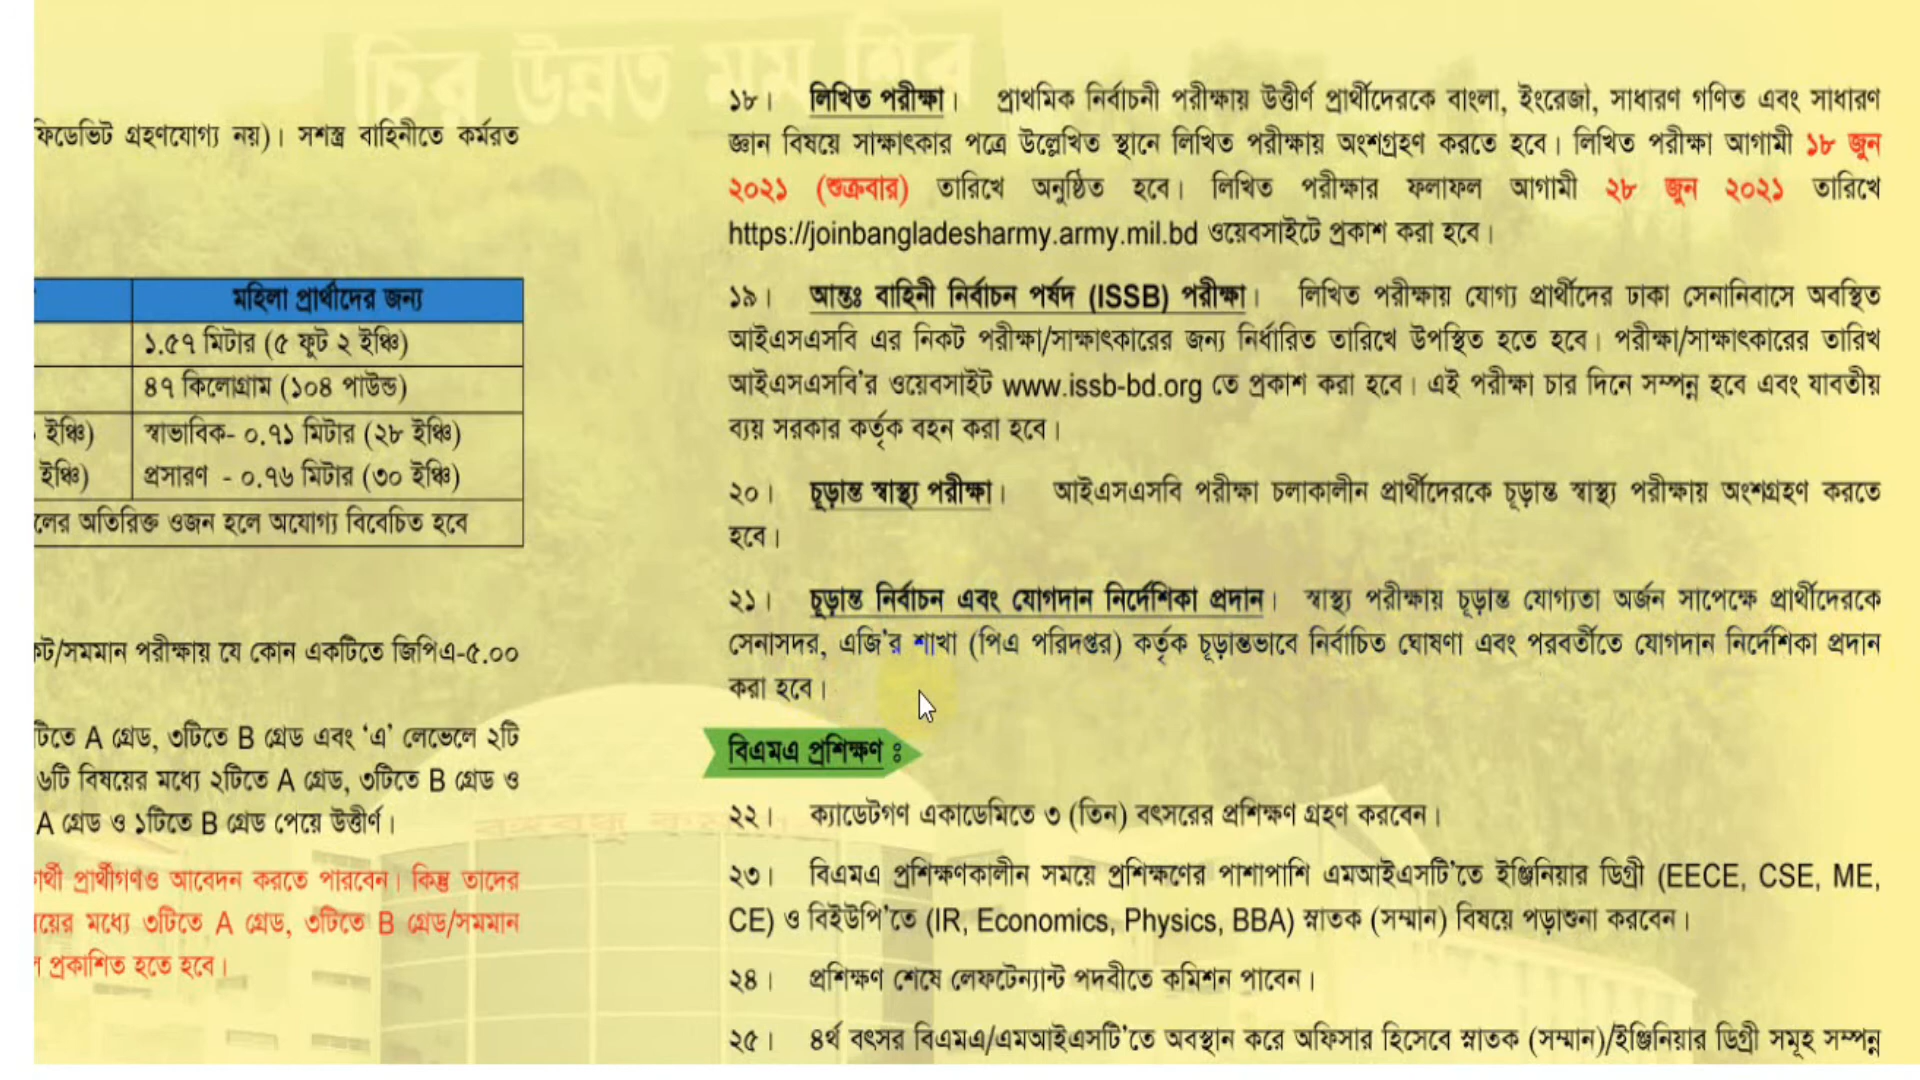 চির উন্নত মম শির
ফিডেভিট গ্রহণযোগ্য নয়)। সশস্ত্র বাহিনীতে কর্মরত
মহিলা প্রার্থীদের জন্য
১.৫৭ মিটার (৫ ফুট ২ ইঞ্চি)
৪৭ কিলোগ্রাম (১০৪ পাউন্ড)
ইঞ্চি) স্বাভাবিক- ০.৭১ মিটার (২৮ ইঞ্চি)
ইঞ্চি) প্রসারণ - ০.৭৬ মিটার (৩০ ইঞ্চি)
লের অতিরিক্ত ওজন হলে অযোগ্য বিবেচিত হবে
কট/সমমান পরীক্ষায় যে কোন একটিতে জিপিএ-৫.০০
টিতে A গ্রেড, ৩টিতে B গ্রেড এবং ‘এ’ লেভেলে ২টি
৬টি বিষয়ের মধ্যে ২টিতে A গ্রেড, ৩টিতে B গ্রেড ও
A গ্রেড ও ১টিতে B গ্রেড পেয়ে উত্তীর্ণ।
র্থী প্রার্থীগণও আবেদন করতে পারবেন। কিন্তু তাদের
য়ের মধ্যে ৩টিতে A গ্রেড, ৩টিতে B গ্রেড/সমমান
প্রকাশিত হতে হবে।
১৮। লিখিত পরীক্ষা। প্রাথমিক নির্বাচনী পরীক্ষায় উত্তীর্ণ প্রার্থীদেরকে বাংলা, ইংরেজী, সাধারণ গণিত এবং সাধারণ
জ্ঞান বিষয়ে সাক্ষাৎকার পত্রে উল্লেখিত স্থানে লিখিত পরীক্ষায় অংশগ্রহণ করতে হবে। লিখিত পরীক্ষা আগামী ১৮ জুন
২০২১ (শুক্রবার) তারিখে অনুষ্ঠিত হবে। লিখিত পরীক্ষার ফলাফল আগামী ২৮ জুন ২০২১ তারিখে
https://joinbangladesharmy.army.mil.bd ওয়েবসাইটে প্রকাশ করা হবে।
১৯। আন্তঃ বাহিনী নির্বাচন পর্ষদ (ISSB) পরীক্ষা। লিখিত পরীক্ষায় যোগ্য প্রার্থীদের ঢাকা সেনানিবাসে অবস্থিত
আইএসএসবি এর নিকট পরীক্ষা/সাক্ষাৎকারের জন্য নির্ধারিত তারিখে উপস্থিত হতে হবে। পরীক্ষা/সাক্ষাৎকারের তারিখ
আইএসএসবি’র ওয়েবসাইট www.issb-bd.org তে প্রকাশ করা হবে। এই পরীক্ষা চার দিনে সম্পন্ন হবে এবং যাবতীয়
ব্যয় সরকার কর্তৃক বহন করা হবে।
২০। চূড়ান্ত স্বাস্থ্য পরীক্ষা। আইএসএসবি পরীক্ষা চলাকালীন প্রার্থীদেরকে চূড়ান্ত স্বাস্থ্য পরীক্ষায় অংশগ্রহণ করতে
হবে।
২১। চূড়ান্ত নির্বাচন এবং যোগদান নির্দেশিকা প্রদান। স্বাস্থ্য পরীক্ষায় চূড়ান্ত যোগ্যতা অর্জন সাপেক্ষে প্রার্থীদেরকে
সেনাসদর, এজি’র শাখা (পিএ পরিদপ্তর) কর্তৃক চূড়ান্তভাবে নির্বাচিত ঘোষণা এবং পরবর্তীতে যোগদান নির্দেশিকা প্রদান
করা হবে।
বিএমএ প্রশিক্ষণ ঃ
২২। ক্যাডেটগণ একাডেমিতে ৩ (তিন) বৎসরের প্রশিক্ষণ গ্রহণ করবেন।
২৩। বিএমএ প্রশিক্ষণকালীন সময়ে প্রশিক্ষণের পাশাপাশি এমআইএসটি’তে ইঞ্জিনিয়ার ডিগ্রী (EECE, CSE, ME,
CE) ও বিইউপি’তে (IR, Economics, Physics, BBA) স্নাতক (সম্মান) বিষয়ে পড়াশুনা করবেন।
২৪। প্রশিক্ষণ শেষে লেফটেন্যান্ট পদবীতে কমিশন পাবেন।
২৫। ৪র্থ বৎসর বিএমএ/এমআইএসটি’তে অবস্থান করে অফিসার হিসেবে স্নাতক (সম্মান)/ইঞ্জিনিয়ার ডিগ্রী সমূহ সম্পন্ন